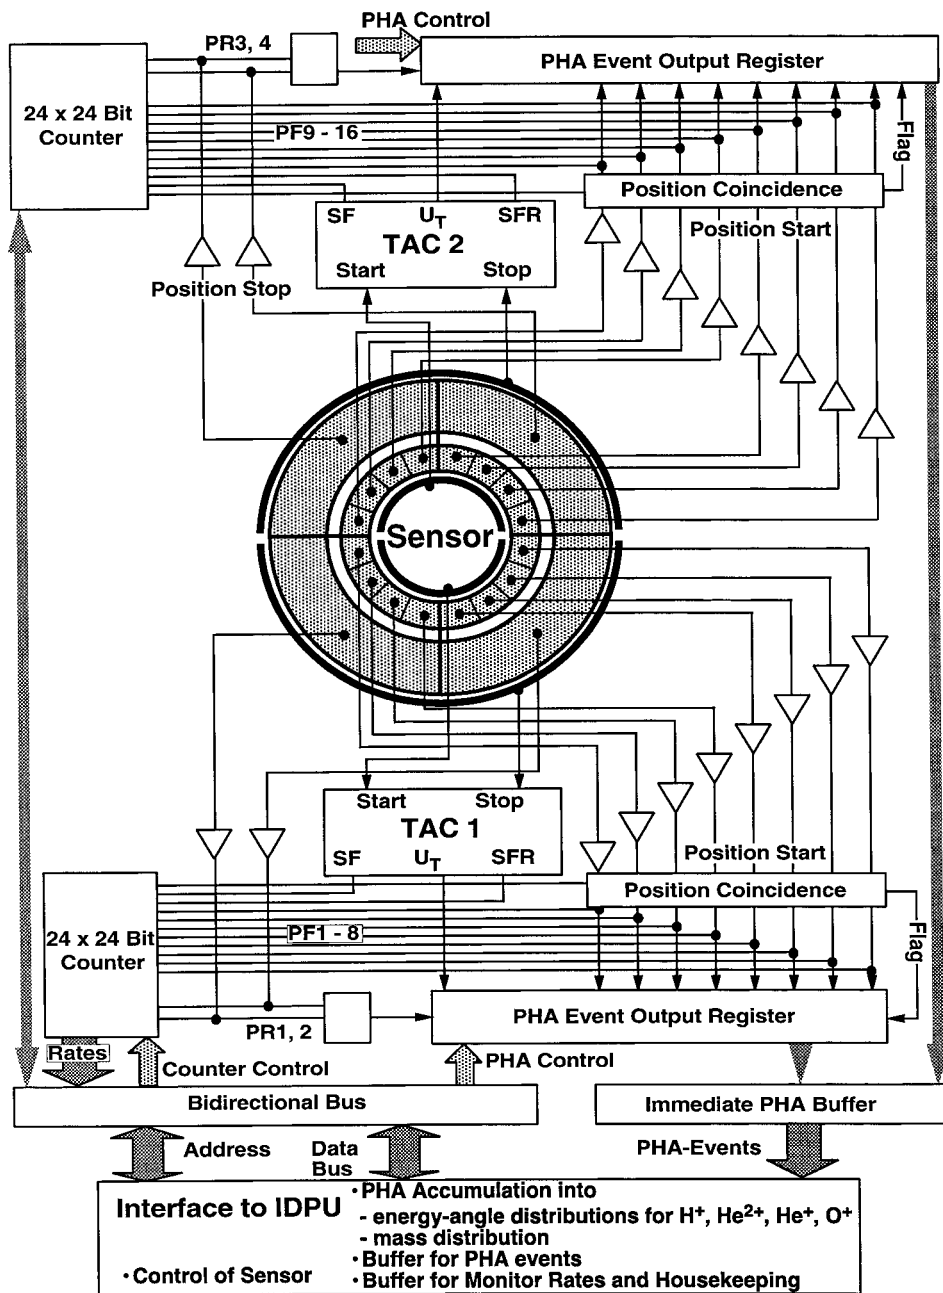 PHA Control
PR3, 4
PHA Event Output Register
24 x 24 Bit
Counter
PF9 - 16
Flag
Position Coincidence
SF U_T SFR
TAC 2
Position Start
Start Stop
Position Stop
Sensor
Start Stop
TAC 1
SF U_T SFR
Position Start
Position Coincidence
24 x 24 Bit
Counter
PF1 - 8
Flag
PR1, 2
PHA Event Output Register
Rates
Counter Control
PHA Control
Bidirectional Bus
Immediate PHA Buffer
Address
Data
Bus
PHA-Events
Interface to IDPU
• Control of Sensor
• PHA Accumulation into
- energy-angle distributions for H⁺, He²⁺, He⁺, O⁺
- mass distribution
• Buffer for PHA events
• Buffer for Monitor Rates and Housekeeping